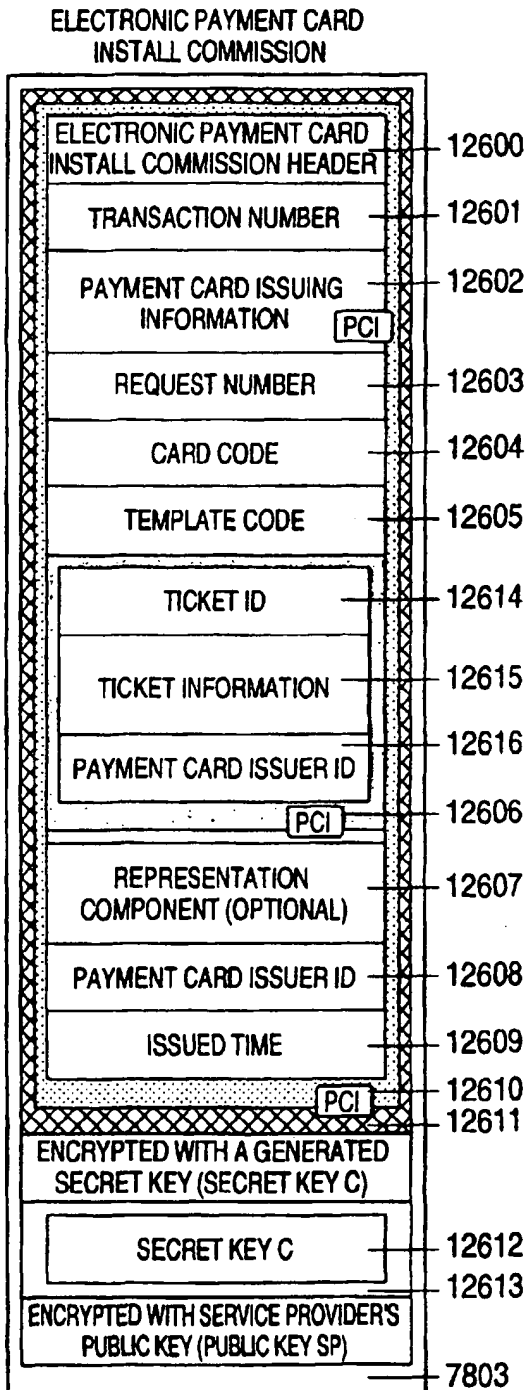 ELECTRONIC PAYMENT CARD
INSTALL COMMISSION
ELECTRONIC PAYMENT CARD
INSTALL COMMISSION HEADER
12600
TRANSACTION NUMBER
12601
PAYMENT CARD ISSUING
INFORMATION
12602
PCI
REQUEST NUMBER
12603
CARD CODE
12604
TEMPLATE CODE
12605
TICKET ID
12614
TICKET INFORMATION
12615
12616
PAYMENT CARD ISSUER ID
PCI
12606
REPRESENTATION
COMPONENT (OPTIONAL)
12607
PAYMENT CARD ISSUER ID
12608
ISSUED TIME
12609
PCI
12610
12611
ENCRYPTED WITH A GENERATED
SECRET KEY (SECRET KEY C)
SECRET KEY C
12612
12613
ENCRYPTED WITH SERVICE PROVIDER'S
PUBLIC KEY (PUBLIC KEY SP)
7803